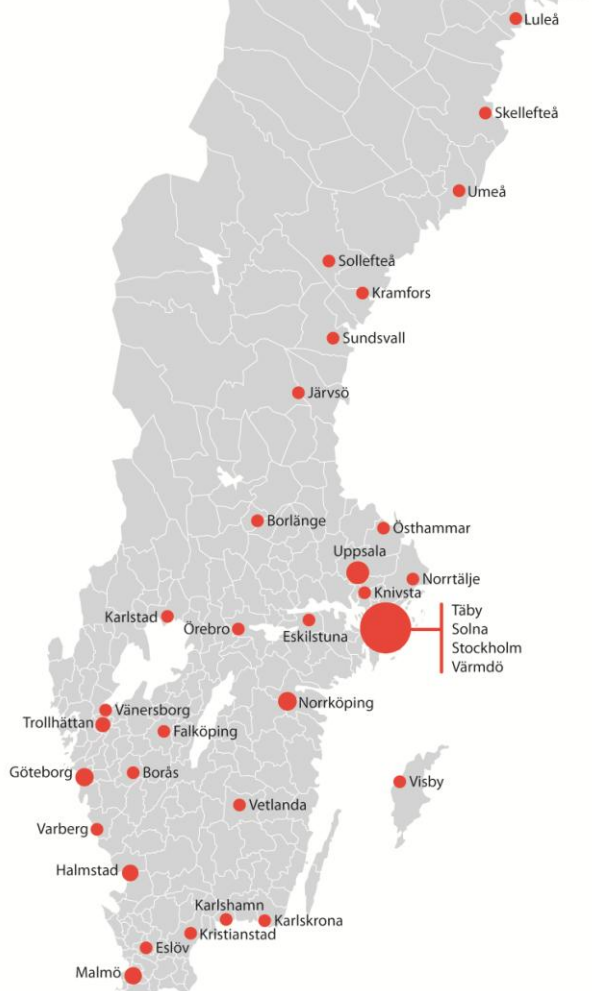 Luleå
Skellefteå
Umeå
Sollefteå
Kramfors
Sundsvall
Järvsö
Borlänge
Östhammar
Uppsala
Norrtälje
Knivsta
Täby
Solna
Stockholm
Värmdö
Karlstad
Örebro
Eskilstuna
Norrköping
Vänersborg
Trollhättan
Falköping
Göteborg
Borås
Visby
Vetlanda
Varberg
Halmstad
Karlshamn
Karlskrona
Kristianstad
Eslöv
Malmö